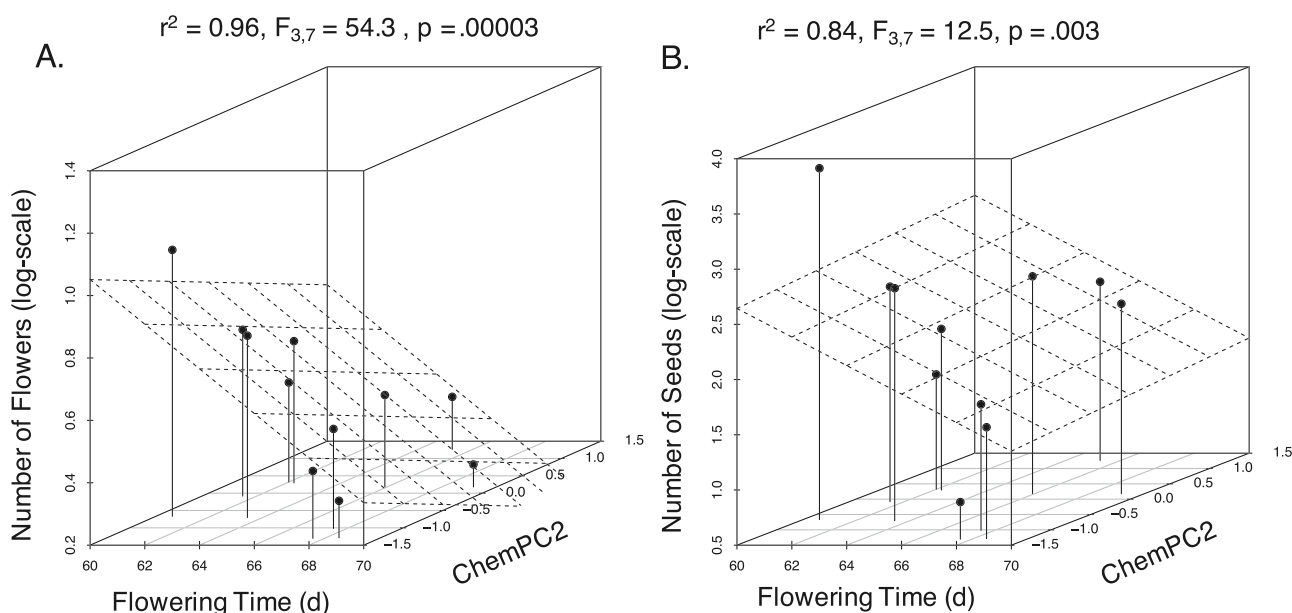 r² = 0.96, F₃,₇ = 54.3 , p =.00003
A.
Number of Flowers (log-scale)
1.4
1.2
1.0
0.8
0.6
0.4
0.2
60 62 64 66 68 70
Flowering Time (d)
−1.5
−1.0
−0.5
0.0
0.5
1.0
1.5
ChemPC2
r² = 0.84, F₃,₇ = 12.5, p =.003
B.
Number of Seeds (log-scale)
4.0
3.5
3.0
2.5
2.0
1.5
1.0
0.5
60 62 64 66 68 70
Flowering Time (d)
−1.5
−1.0
−0.5
0.0
0.5
1.0
1.5
ChemPC2